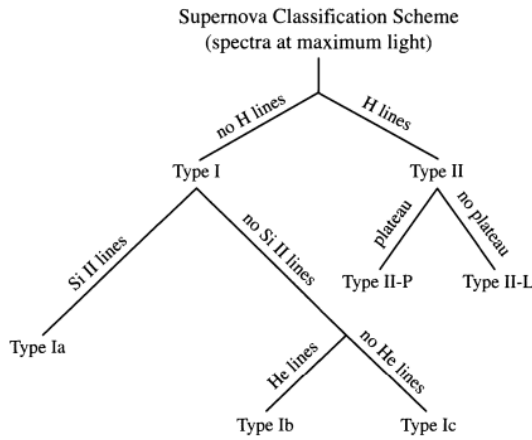 Supernova Classification Scheme
(spectra at maximum light)
no H lines
H lines
Type I
Type II
Si II lines
no Si II lines
plateau
no plateau
Type II-P
Type II-L
Type Ia
He lines
no He lines
Type Ib
Type Ic